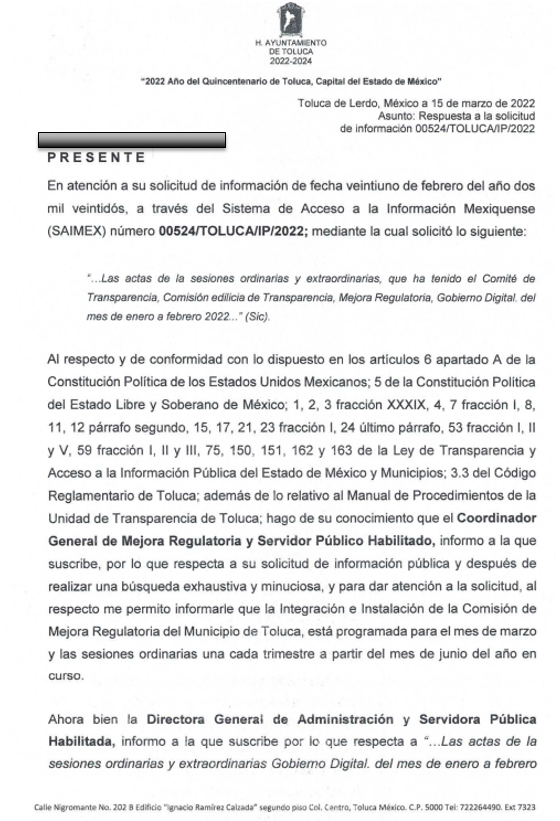 H. AYUNTAMIENTO
DE TOLUCA
2022-2024
"2022 Año del Quincentenario de Toluca, Capital del Estado de México"
Toluca de Lerdo, México a 15 de marzo de 2022
Asunto: Respuesta a la solicitud
de información 00524/TOLUCA/IP/2022
P R E S E N T E
En atención a su solicitud de información de fecha veintiuno de febrero del año dos
mil veintidós, a través del Sistema de Acceso a la Información Mexiquense
(SAIMEX) número 00524/TOLUCA/IP/2022; mediante la cual solicitó lo siguiente:
"...Las actas de la sesiones ordinarias y extraordinarias, que ha tenido el Comité de
Transparencia, Comisión edilicia de Transparencia, Mejora Regulatoria, Gobierno Digital. del
mes de enero a febrero 2022..." (Sic).
Al respecto y de conformidad con lo dispuesto en los artículos 6 apartado A de la
Constitución Política de los Estados Unidos Mexicanos; 5 de la Constitución Política
del Estado Libre y Soberano de México; 1, 2, 3 fracción XXXIX, 4, 7 fracción I, 8,
11, 12 párrafo segundo, 15, 17, 21, 23 fracción I, 24 último párrafo, 53 fracción I, II
y V, 59 fracción I, II y III, 75, 150, 151, 162 y 163 de la Ley de Transparencia y
Acceso a la Información Pública del Estado de México y Municipios; 3.3 del Código
Reglamentario de Toluca; además de lo relativo al Manual de Procedimientos de la
Unidad de Transparencia de Toluca; hago de su conocimiento que el Coordinador
General de Mejora Regulatoria y Servidor Público Habilitado, informo a la que
suscribe, por lo que respecta a su solicitud de información pública y después de
realizar una búsqueda exhaustiva y minuciosa, y para dar atención a la solicitud, al
respecto me permito informarle que la Integración e Instalación de la Comisión de
Mejora Regulatoria del Municipio de Toluca, está programada para el mes de marzo
y las sesiones ordinarias una cada trimestre a partir del mes de junio del año en
curso.
Ahora bien la Directora General de Administración y Servidora Pública
Habilitada, informo a la que suscribe por lo que respecta a "...Las actas de la
sesiones ordinarias y extraordinarias Gobierno Digital. del mes de enero a febrero
Calle Nigromante No. 202 B Edificio "Ignacio Ramírez Calzada" segundo piso Col. Centro, Toluca México. C.P. 5000 Tel: 722264490. Ext 7323